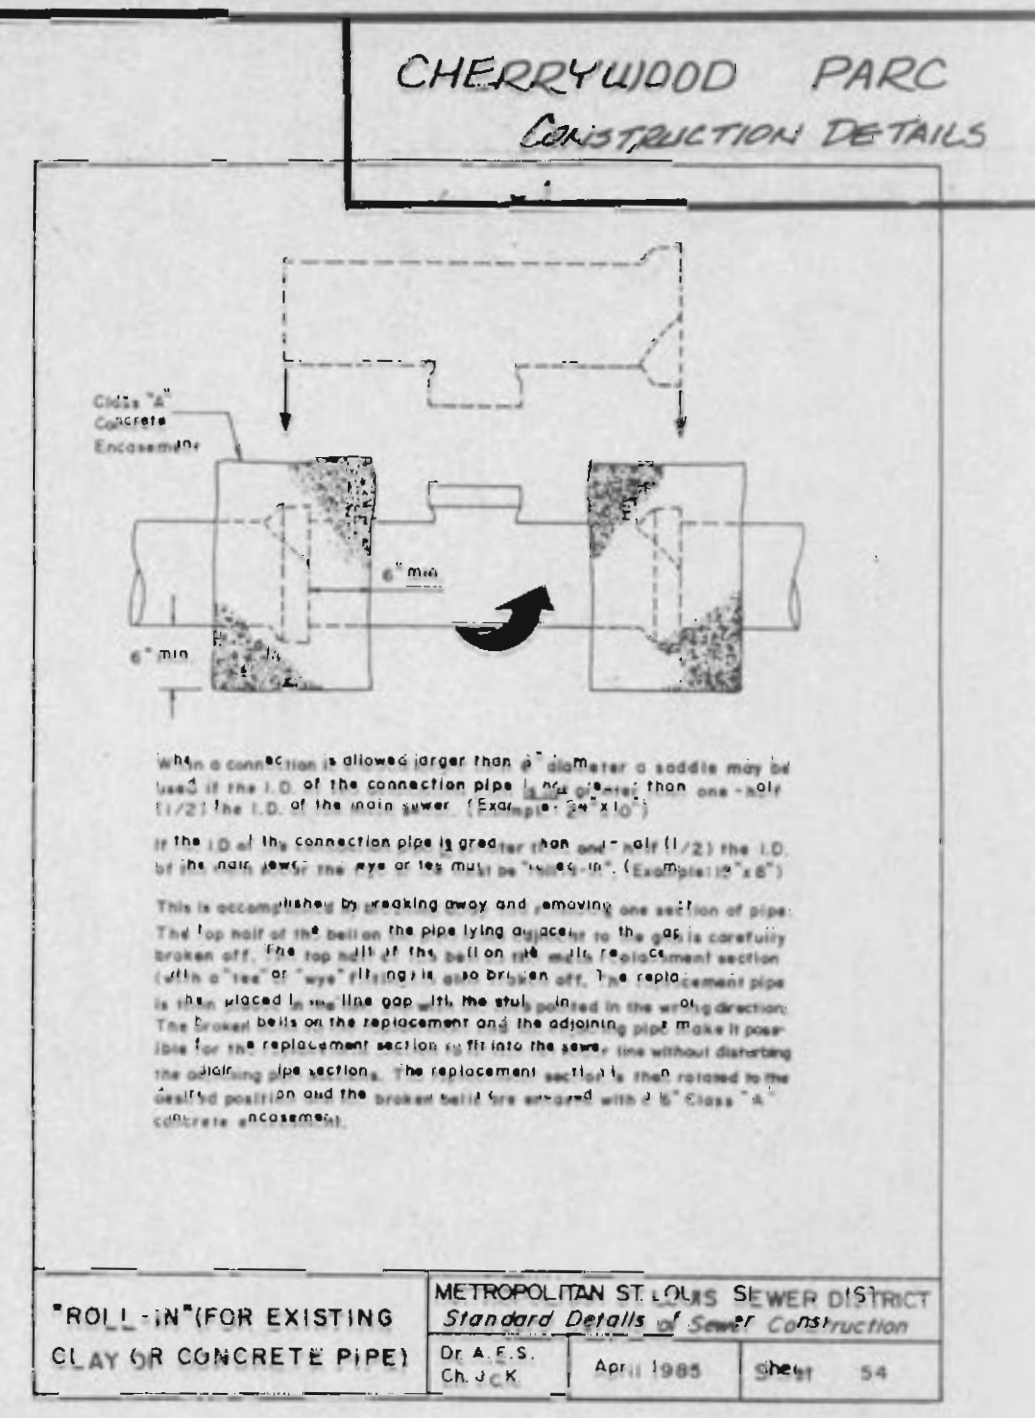 CHERRYWOOD PARC
CONSTRUCTION DETAILS
Class "A"
Concrete
Encasement
6" min
6" min
When a connection is allowed larger than diameter a saddle may be
used if the I.D. of the connection pipe is not greater than one-half
(1/2) the I.D. of the main sewer. (Example- 24" x 10")
If the I.D of the connection pipe is greater than one-half (1/2) the I.D.
of the main sewer the wye or tee must be "rolled-in". (Example: x 8")
This is accomplished by breaking away and removing one section of pipe.
The top half of the bell on the pipe lying adjacent to the gap is carefully
broken off. The top half of the bell on the main replacement section
(with a "tee" or "wye" fitting) is also broken off. The replacement pipe
is then placed in the line gap with the stub pointed in the wrong direction.
The broken bells on the replacement and the adjoining pipe make it poss-
ible for the replacement section to fit into the sewer line without disturbing
the adjoining pipe sections. The replacement section is then rotated to the
desired position and the broken bells are encased with a 6" Class "A"
concrete encasement.
"ROLL-IN" (FOR EXISTING
CLAY OR CONCRETE PIPE)
METROPOLITAN ST. LOUIS SEWER DISTRICT
Standard Details of Sewer Construction
Dr. A.F.S.
Ch. J C K
April 1985
Sheet 54